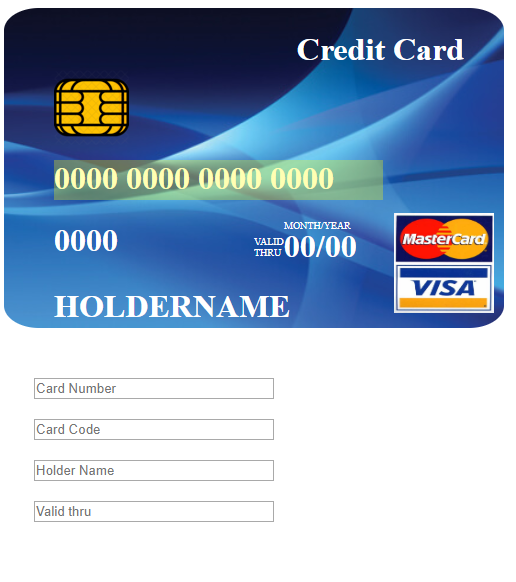 Credit Card
0000 0000 0000 0000
MONTH/YEAR
0000 VALID THRU 00/00
MasterCard
VISA
HOLDERNAME
Card Number
Card Code
Holder Name
Valid thru